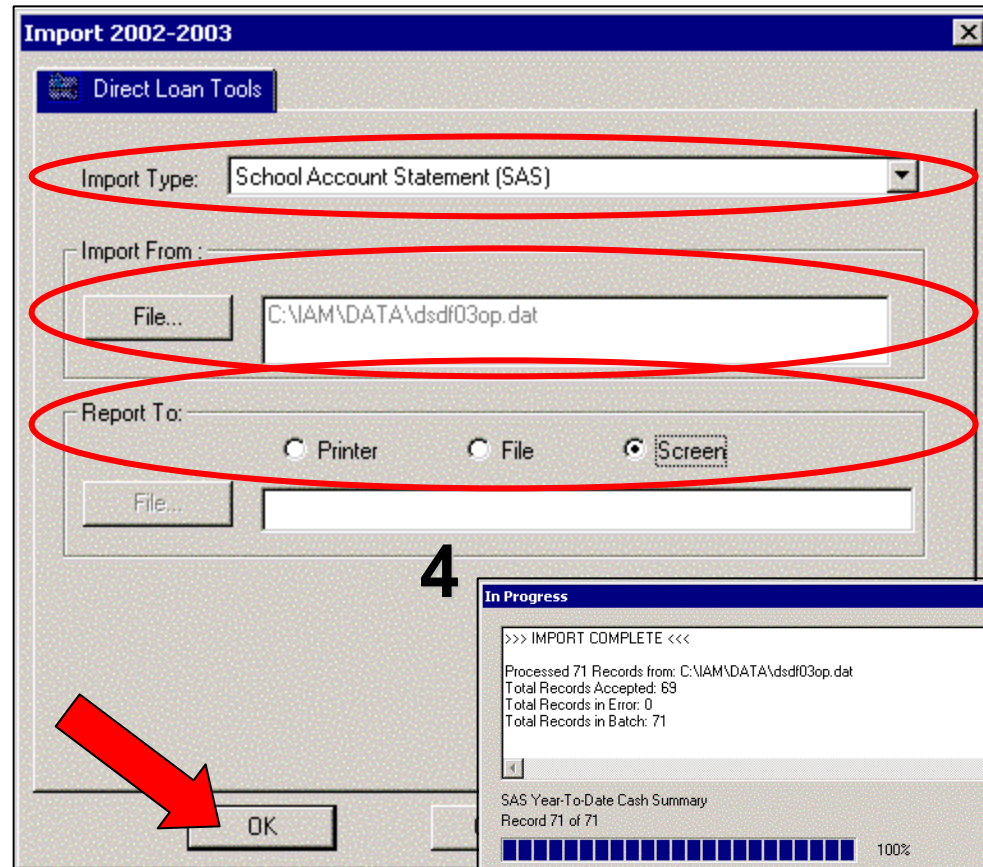 Import 2002-2003
Direct Loan Tools
Import Type: School Account Statement (SAS)
Import From :
File... C:\IAM\DATA\dsdf03op.dat
Report To:
Printer File Screen
File...
4
In Progress
>>> IMPORT COMPLETE <<<
Processed 71 Records from: C:\IAM\DATA\dsdf03op.dat
Total Records Accepted: 69
Total Records in Error: 0
Total Records in Batch: 71
SAS Year-To-Date Cash Summary
Record 71 of 71
100%
OK